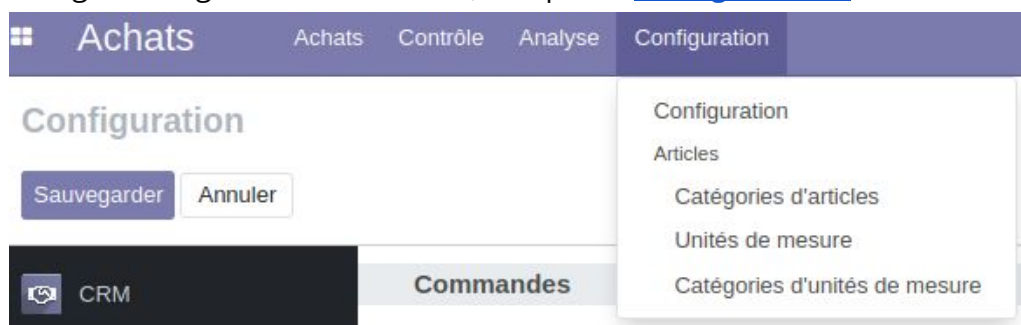 Achats
Achats Contrôle Analyse Configuration
Configuration
Sauvegarder Annuler
CRM
Commandes
Configuration
Articles
Catégories d'articles
Unités de mesure
Catégories d'unités de mesure